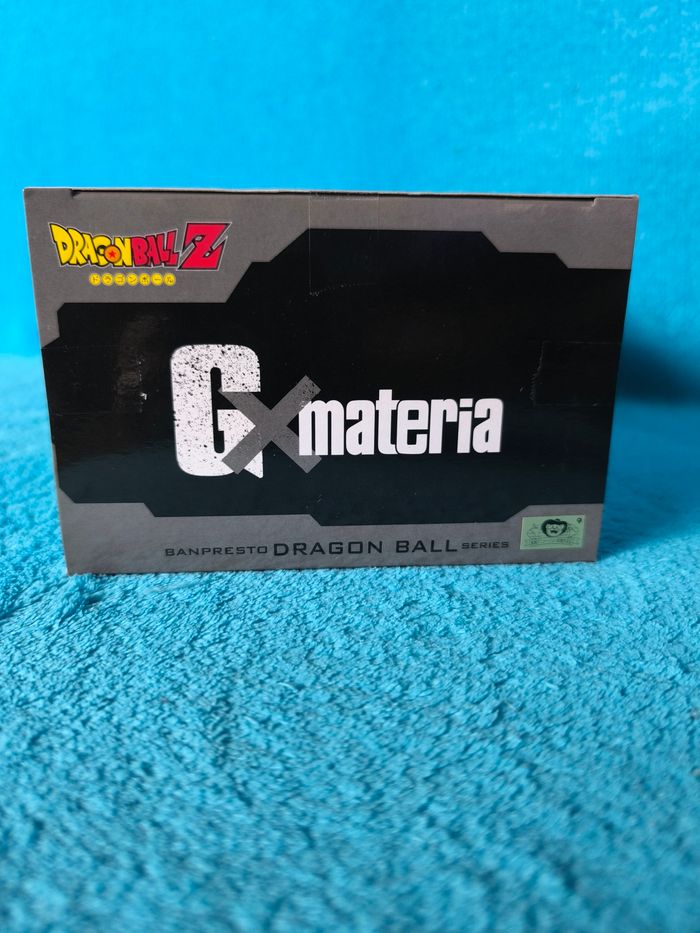 DRAGON BALL Z
ドラゴンボール
G×materia
BANPRESTO DRAGON BALL SERIES